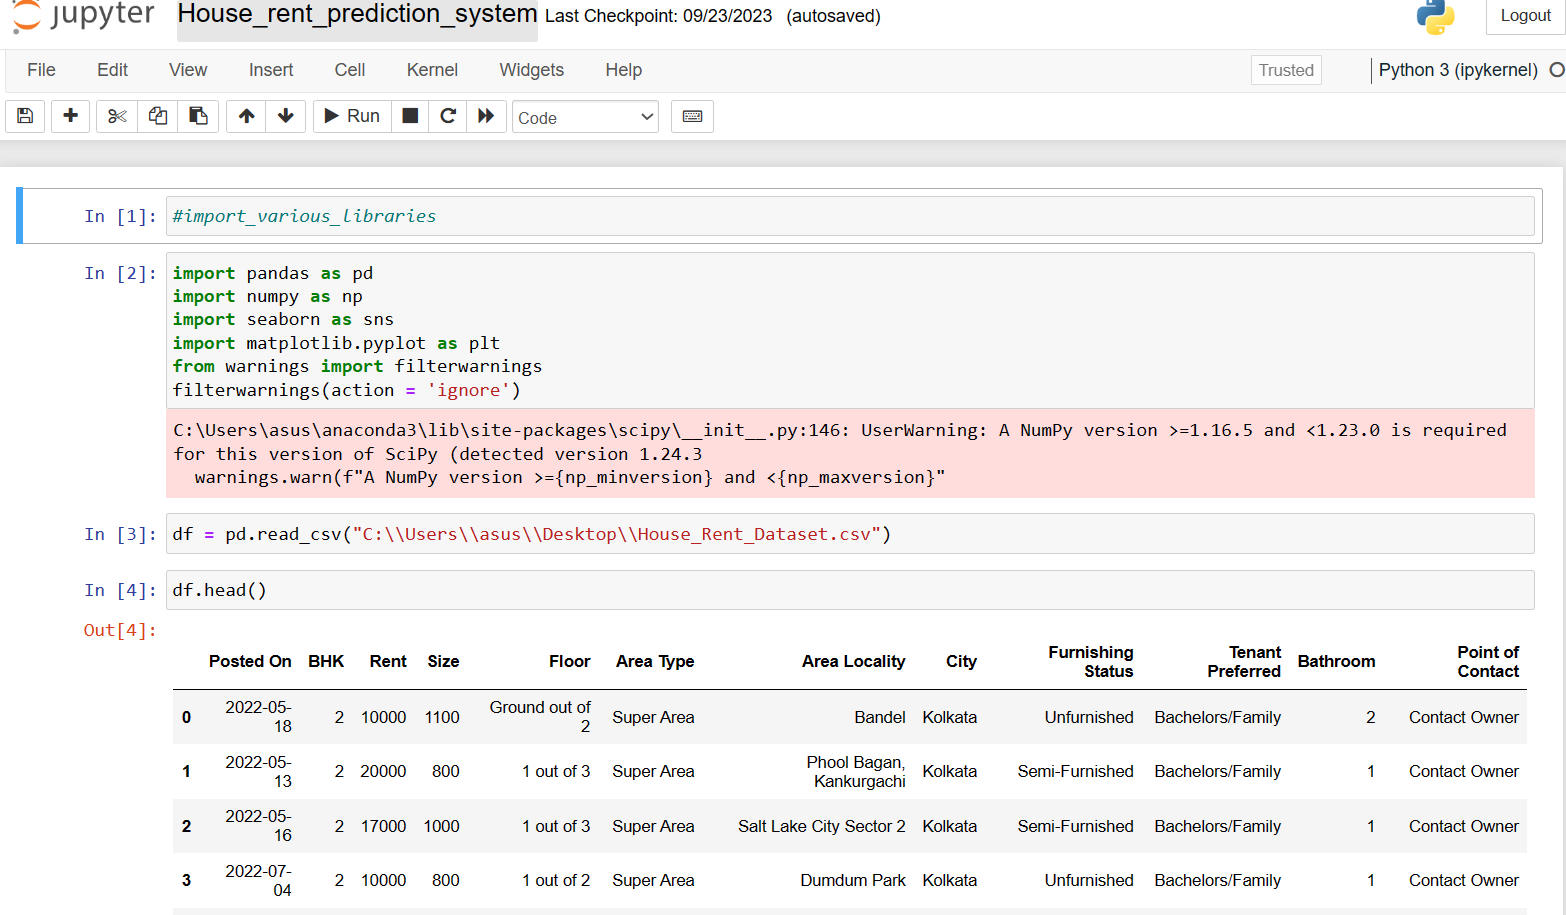 jupyter House_rent_prediction_system Last Checkpoint: 09/23/2023 (autosaved) Logout
File Edit View Insert Cell Kernel Widgets Help Trusted Python 3 (ipykernel)
Run Code
In [1]: #import_various_libraries
In [2]: import pandas as pd
import numpy as np
import seaborn as sns
import matplotlib.pyplot as plt
from warnings import filterwarnings
filterwarnings(action = 'ignore')
C:\Users\asus\anaconda3\lib\site-packages\scipy\__init__.py:146: UserWarning: A NumPy version >=1.16.5 and <1.23.0 is required
for this version of SciPy (detected version 1.24.3
warnings.warn(f"A NumPy version >={np_minversion} and <{np_maxversion}"
In [3]: df = pd.read_csv("C:\\Users\\asus\\Desktop\\House_Rent_Dataset.csv")
In [4]: df.head()
Out[4]:
Posted On BHK Rent Size Floor Area Type Area Locality City Furnishing Status Tenant Preferred Bathroom Point of Contact
0 2022-05-18 2 10000 1100 Ground out of 2 Super Area Bandel Kolkata Unfurnished Bachelors/Family 2 Contact Owner
1 2022-05-13 2 20000 800 1 out of 3 Super Area Phool Bagan, Kankurgachi Kolkata Semi-Furnished Bachelors/Family 1 Contact Owner
2 2022-05-16 2 17000 1000 1 out of 3 Super Area Salt Lake City Sector 2 Kolkata Semi-Furnished Bachelors/Family 1 Contact Owner
3 2022-07-04 2 10000 800 1 out of 2 Super Area Dumdum Park Kolkata Unfurnished Bachelors/Family 1 Contact Owner